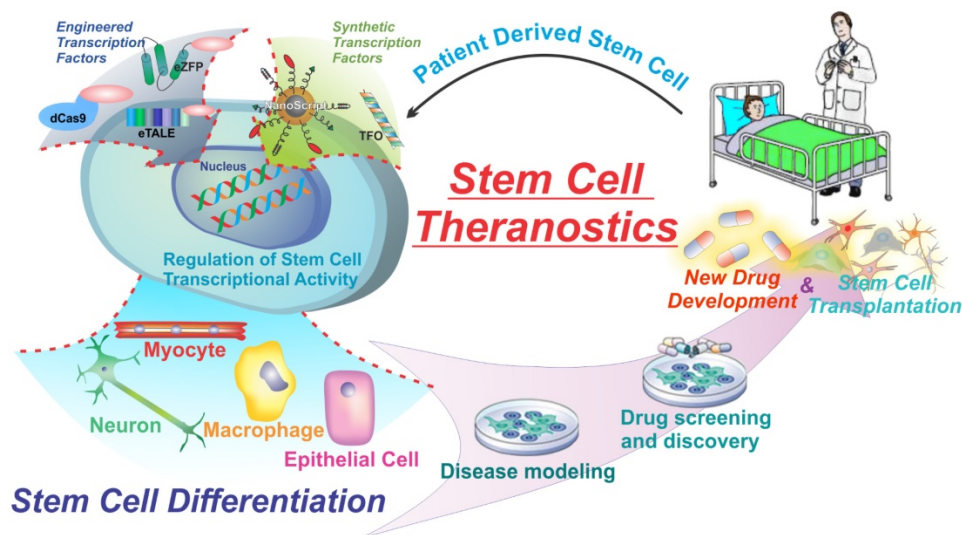 Engineered
Transcription
Factors
eZFP
dCas9
eTALE
Synthetic
Transcription
Factors
NanoScript
TFO
Patient Derived Stem Cell
Nucleus
Regulation of Stem Cell
Transcriptional Activity
Stem Cell
Theranostics
New Drug
Development
&
Stem Cell
Transplantation
Myocyte
Neuron
Macrophage
Epithelial Cell
Stem Cell Differentiation
Disease modeling
Drug screening
and discovery